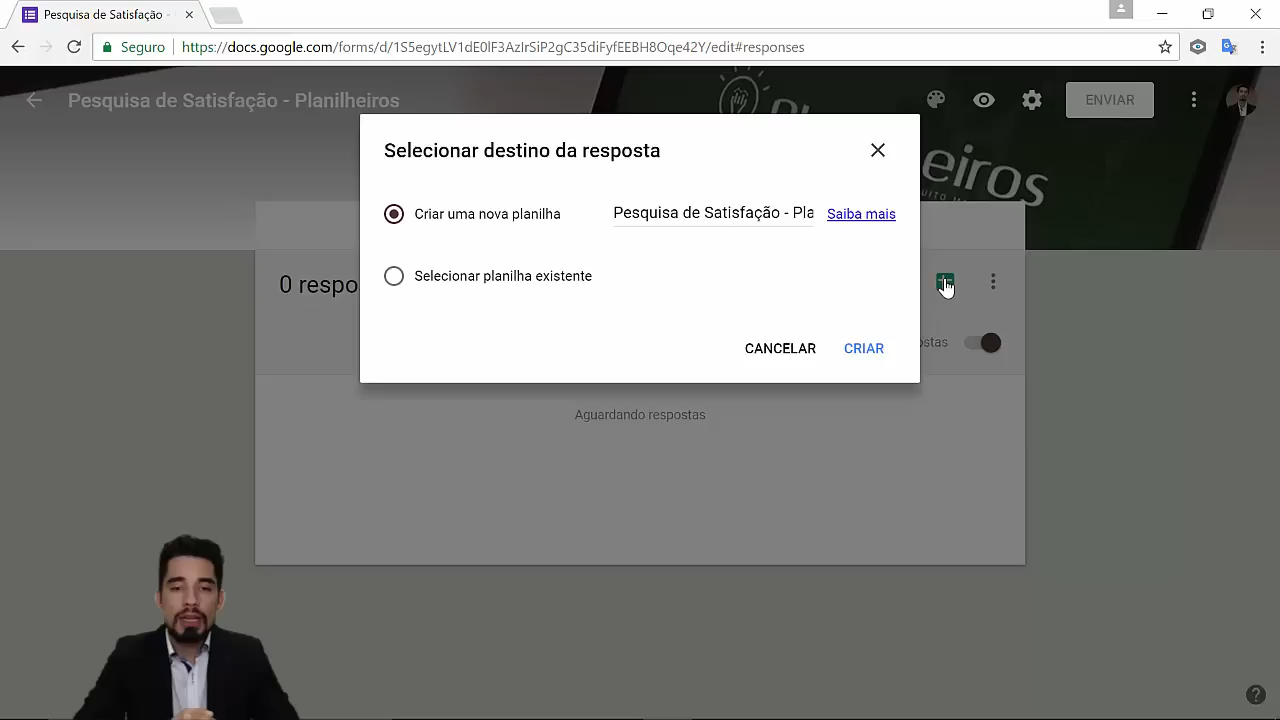 Pesquisa de Satisfação -
Seguro
https://docs.google.com/forms/d/1S5egytLV1dE0lF3AzhSiP2gC35diFyfEEBH8Oqe42Y/edit#responses
Pesquisa de Satisfação - Planilheiros
ENVIAR
eiros
Selecionar destino da resposta
Criar uma nova planilha
Pesquisa de Satisfação - Pla
Saiba mais
Selecionar planilha existente
0 respo
CANCELAR
CRIAR
ostas
Aguardando respostas